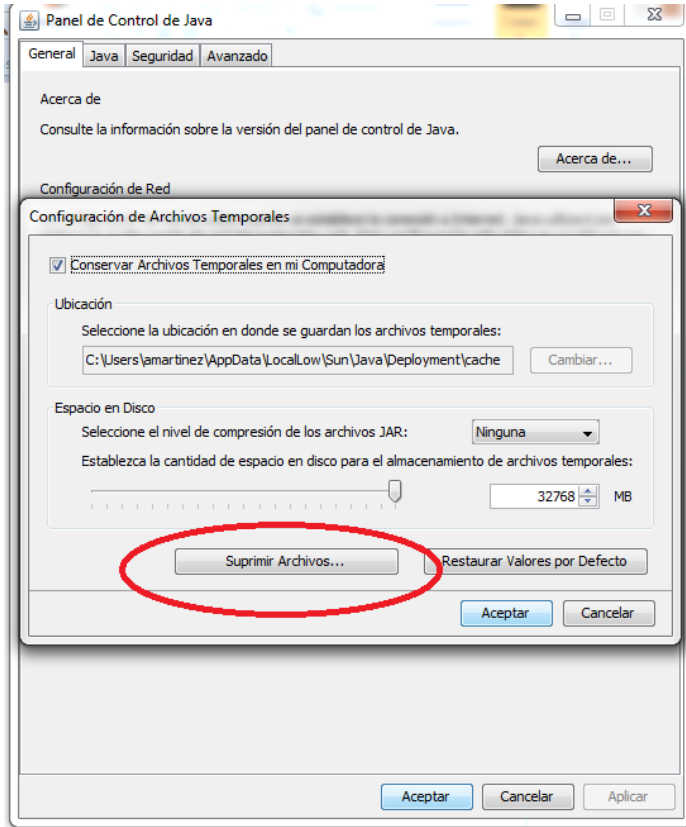 Panel de Control de Java
General Java Seguridad Avanzado
Acerca de
Consulte la información sobre la versión del panel de control de Java.
Acerca de...
Configuración de Red
Configuración de Archivos Temporales
Conservar Archivos Temporales en mi Computadora
Ubicación
Seleccione la ubicación en donde se guardan los archivos temporales:
C:\Users\amartinez\AppData\LocalLow\Sun\Java\Deployment\cache Cambiar...
Espacio en Disco
Seleccione el nivel de compresión de los archivos JAR: Ninguna
Establezca la cantidad de espacio en disco para el almacenamiento de archivos temporales:
32768 MB
Suprimir Archivos... Restaurar Valores por Defecto
Aceptar Cancelar
Aceptar Cancelar Aplicar